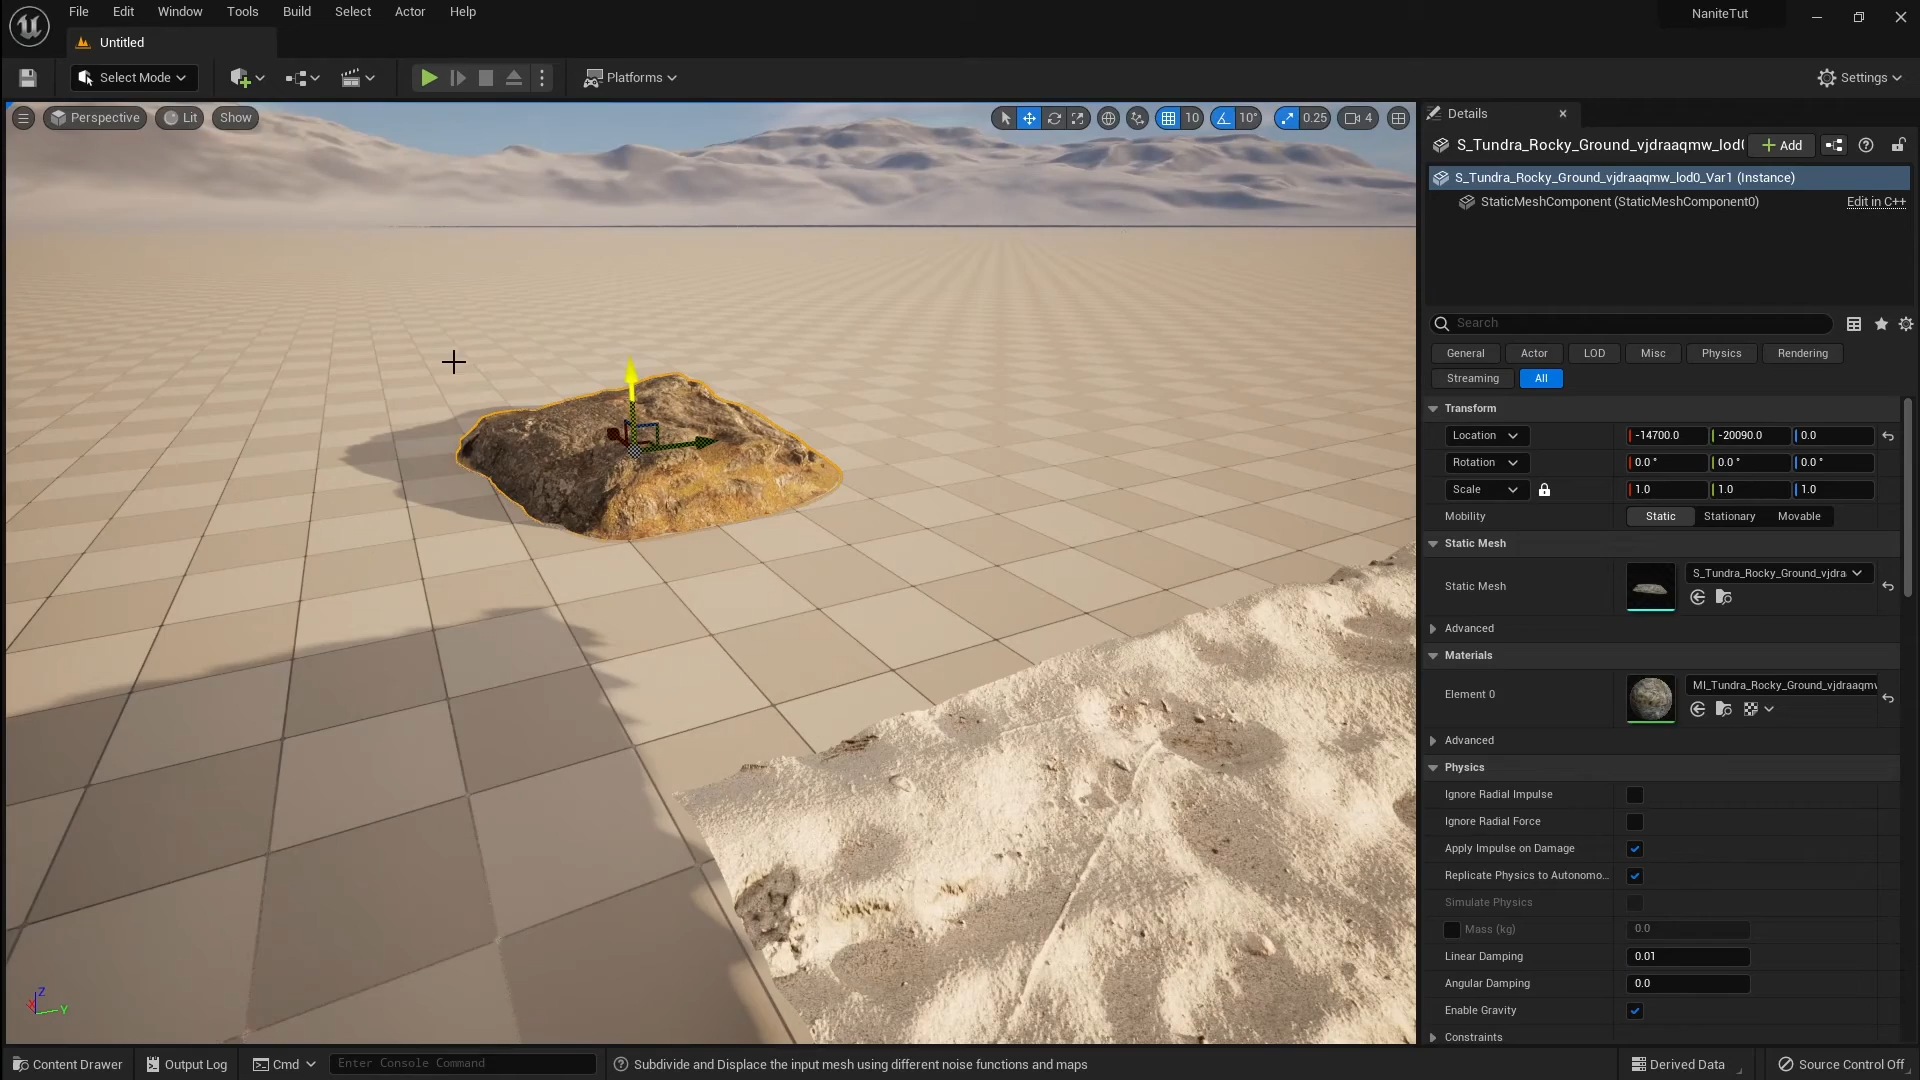 File Edit Window Tools Build Select Actor Help
NaniteTut
Untitled
Select Mode
Platforms
Settings
Perspective
Lit
Show
10
10°
0.25
4
Details
S_Tundra_Rocky_Ground_vjdraaqmw_lod(
Add
S_Tundra_Rocky_Ground_vjdraaqmw_lod0_Var1 (Instance)
StaticMeshComponent (StaticMeshComponent0)
Edit in C++
Search
General
Actor
LOD
Misc
Physics
Rendering
Streaming
All
Transform
Location
-14700.0
-20090.0
0.0
Rotation
0.0 °
0.0 °
0.0 °
Scale
1.0
1.0
1.0
Mobility
Static
Stationary
Movable
Static Mesh
Static Mesh
S_Tundra_Rocky_Ground_vjdra
Advanced
Materials
Element 0
MI_Tundra_Rocky_Ground_vjdraaqmv
Advanced
Physics
Ignore Radial Impulse
Ignore Radial Force
Apply Impulse on Damage
Replicate Physics to Autonomo...
Simulate Physics
Mass (kg)
0.0
Linear Damping
0.01
Angular Damping
0.0
Enable Gravity
Constraints
Z
X
Y
Content Drawer
Output Log
Cmd
Enter Console Command
Subdivide and Displace the input mesh using different noise functions and maps
Derived Data
Source Control Off